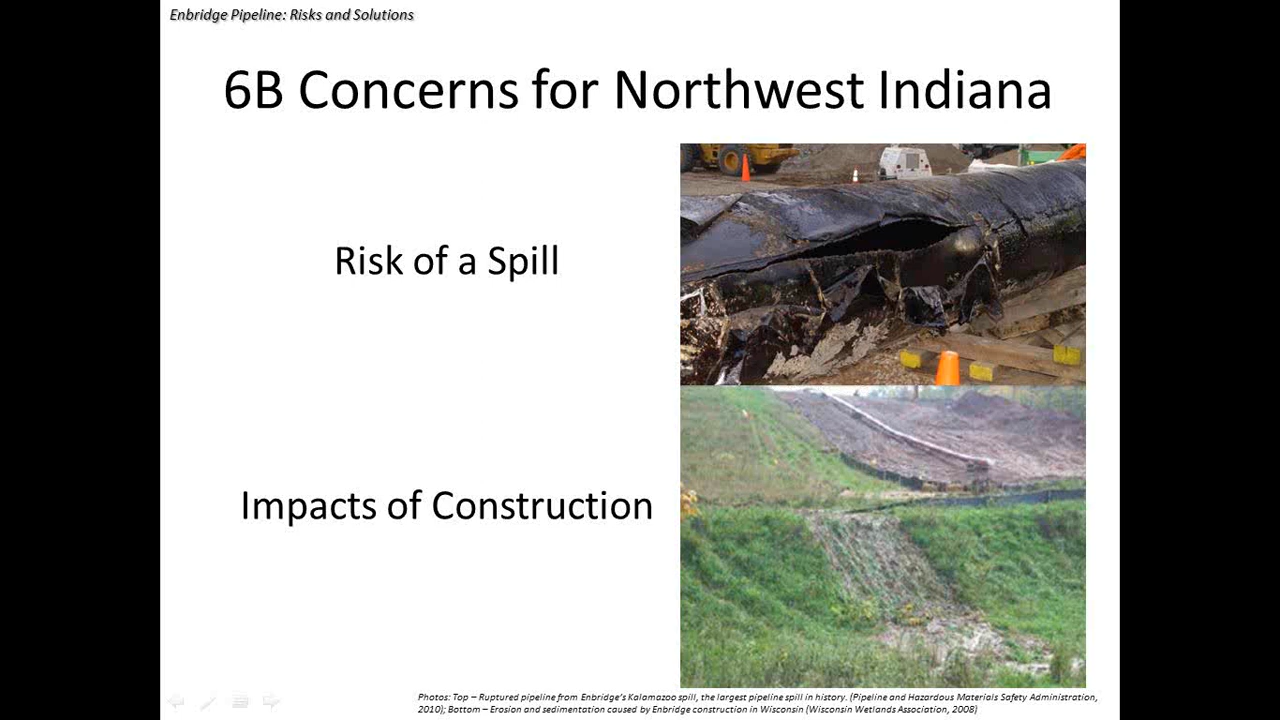 Enbridge Pipeline: Risks and Solutions
6B Concerns for Northwest Indiana
Risk of a Spill
Impacts of Construction
Photos: Top – Ruptured pipeline from Enbridge's Kalamazoo spill, the largest pipeline spill in history. (Pipeline and Hazardous Materials Safety Administration,
2010); Bottom – Erosion and sedimentation caused by Enbridge construction in Wisconsin (Wisconsin Wetlands Association, 2008)